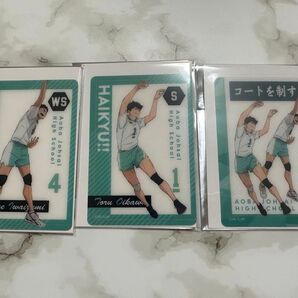 WS
Aoba Johsai
High School
4
HAIKYU!!
S
Aoba Johsai
High School
1
Toru Oikawa
コートを制す
AOBA JOHSAI
HIGH SCHOOL